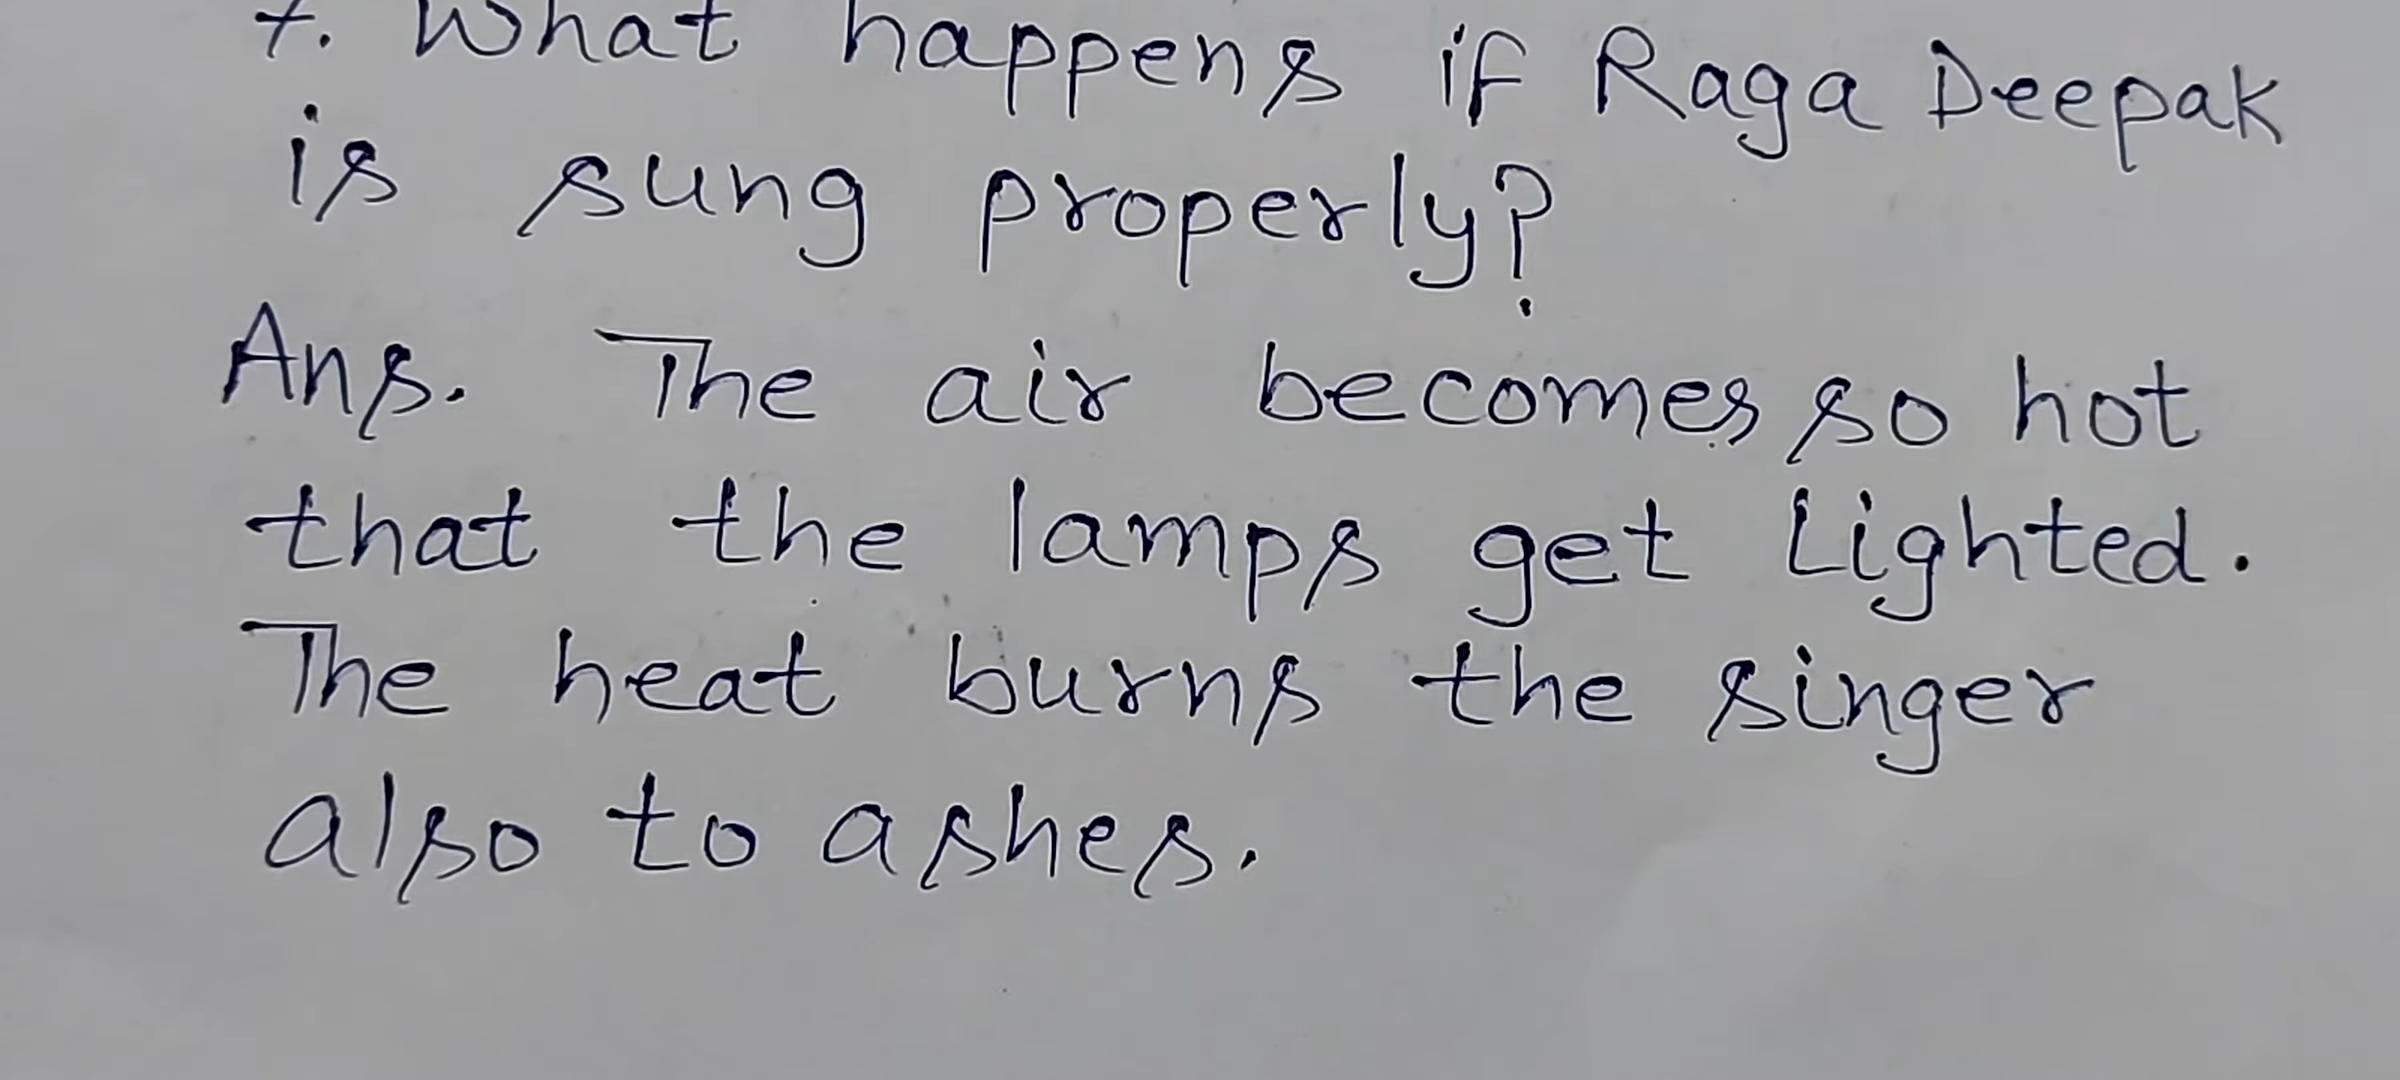 7. What happens if Raga Deepak
is sung properly?
Ans. The air becomes so hot
that the lamps get Lighted.
The heat burns the singer
also to ashes.